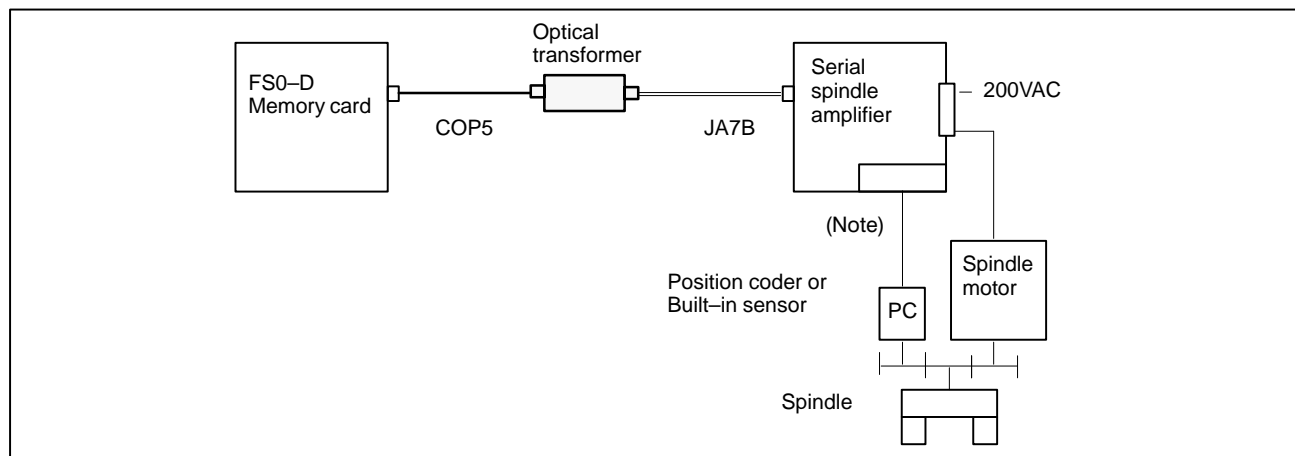 Optical
transformer
FS0–D
Memory card
COP5
JA7B
Serial
spindle
amplifier
200VAC
(Note)
Position coder or
Built–in sensor
PC
Spindle
motor
Spindle